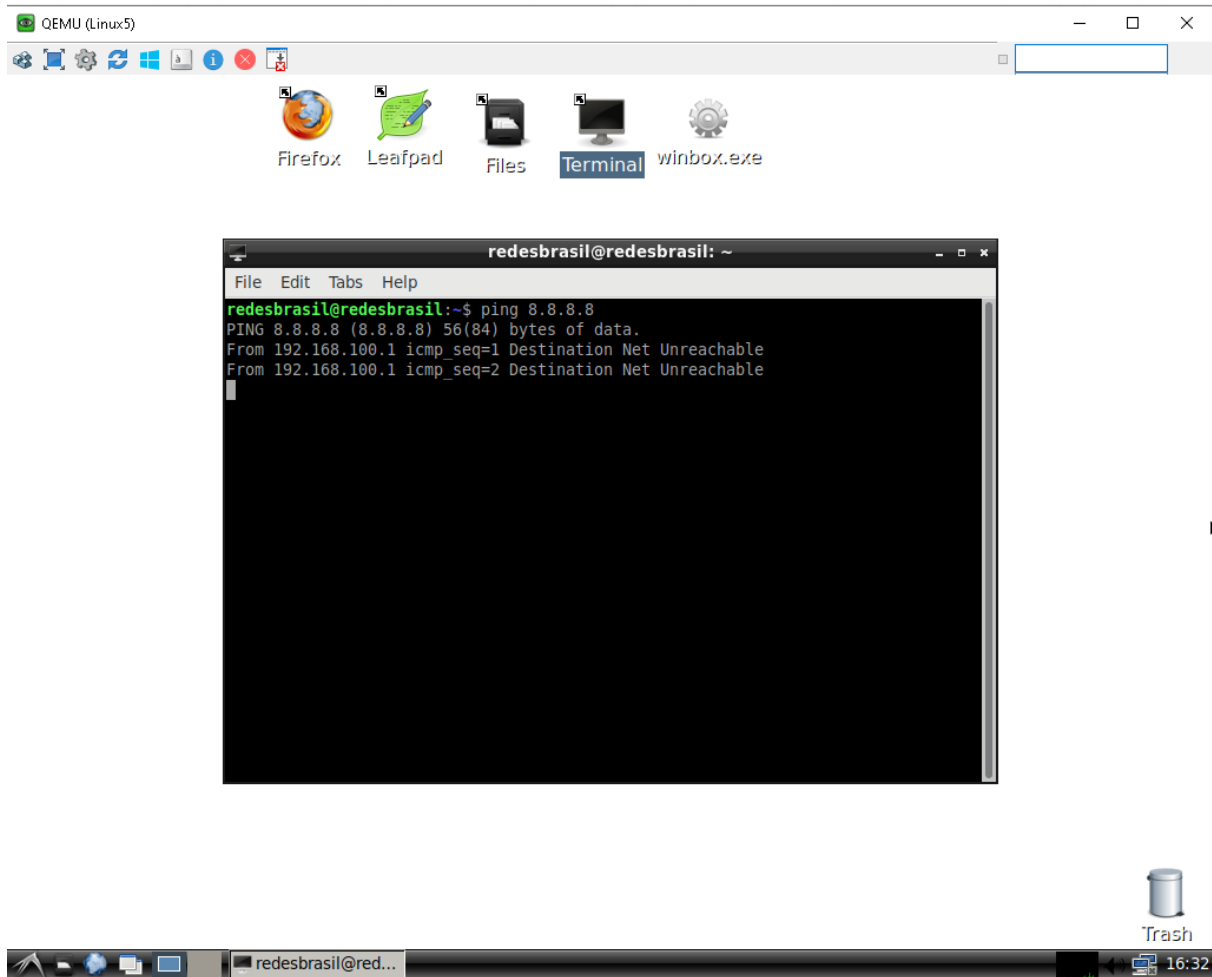 QEMU (Linux5)
Firefox
Leafpad
Files
Terminal
winbox.exe
redesbrasil@redesbrasil: ~
File Edit Tabs Help
redesbrasil@redesbrasil:~$ ping 8.8.8.8
PING 8.8.8.8 (8.8.8.8) 56(84) bytes of data.
From 192.168.100.1 icmp_seq=1 Destination Net Unreachable
From 192.168.100.1 icmp_seq=2 Destination Net Unreachable
Trash
redesbrasil@red...
16:32